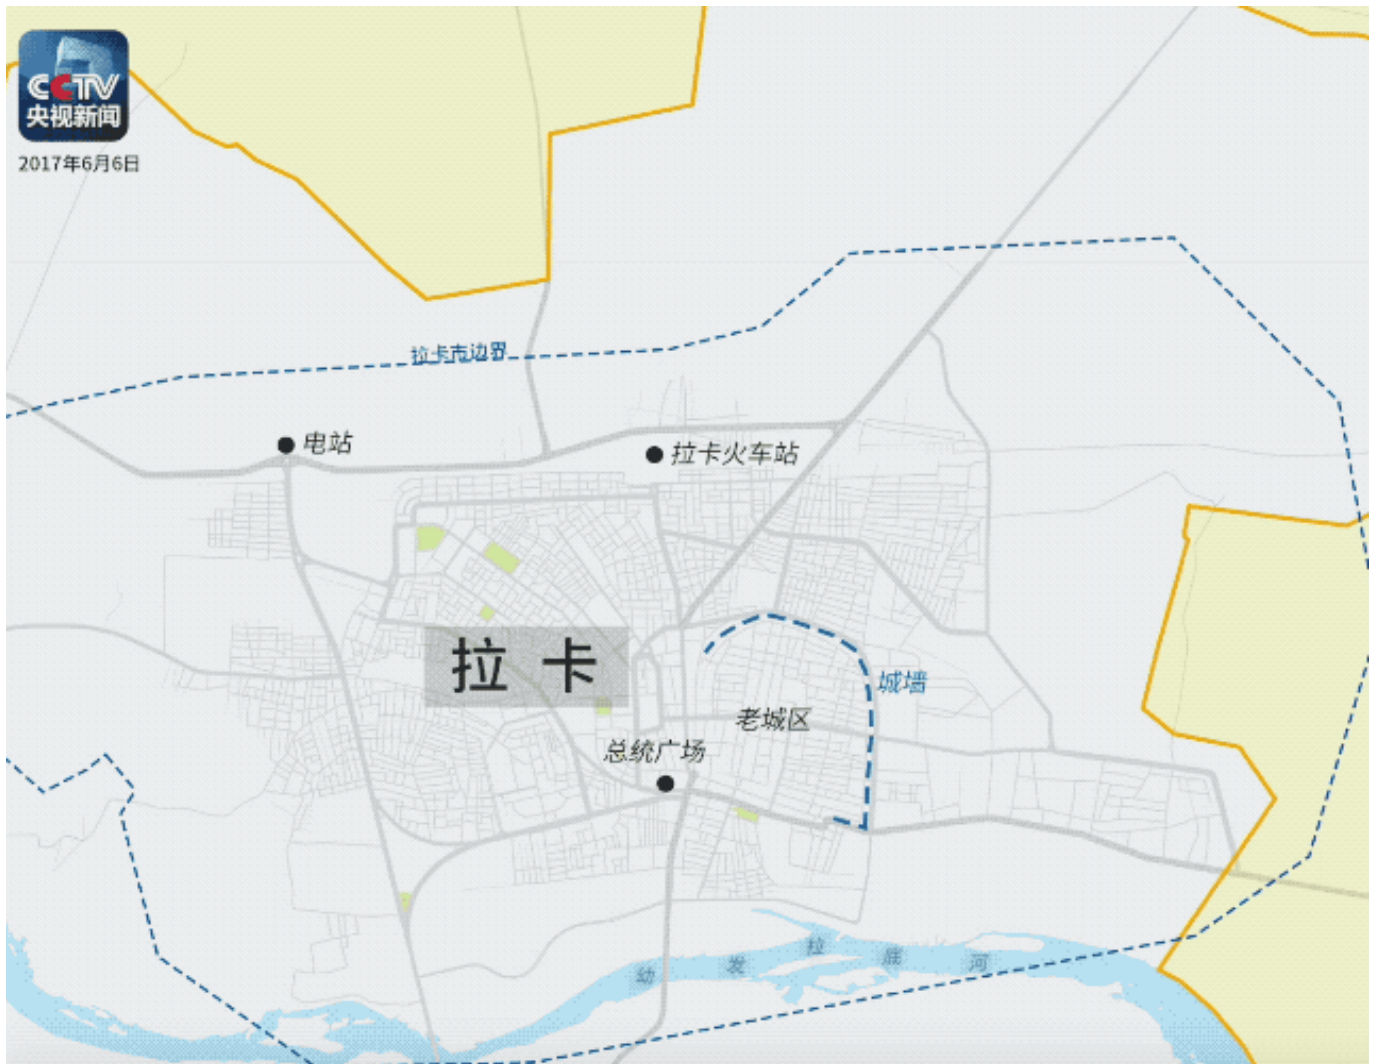 CCTV
央视新闻
2017年6月6日
拉卡市边界
电站
拉卡火车站
拉 卡
城墙
老城区
总统广场
幼发拉底河